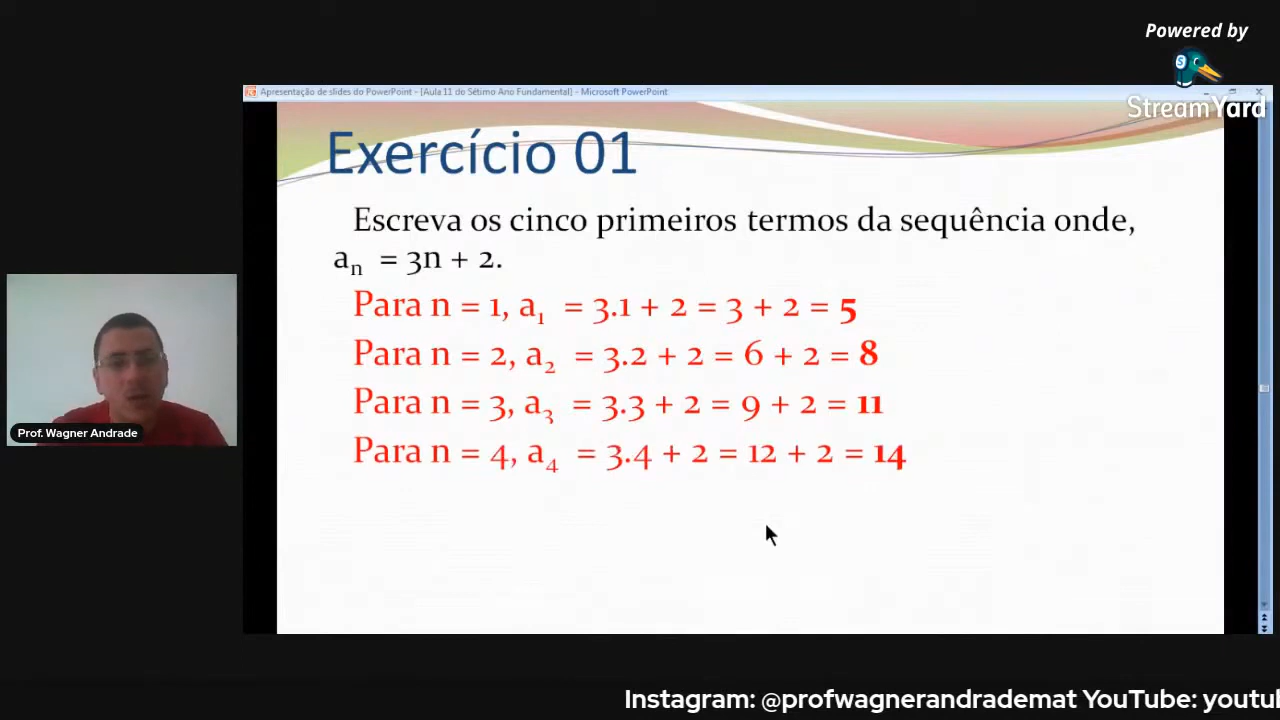 Powered by
StreamYard
Apresentação de slides do PowerPoint - [Aula 11 do Sétimo Ano Fundamental] - Microsoft PowerPoint
Exercício 01
Escreva os cinco primeiros termos da sequência onde,
aₙ = 3n + 2.
Para n = 1, a₁ = 3.1 + 2 = 3 + 2 = 5
Para n = 2, a₂ = 3.2 + 2 = 6 + 2 = 8
Para n = 3, a₃ = 3.3 + 2 = 9 + 2 = 11
Para n = 4, a₄ = 3.4 + 2 = 12 + 2 = 14
Prof. Wagner Andrade
Instagram: @profwagnerandrademat YouTube: youtu